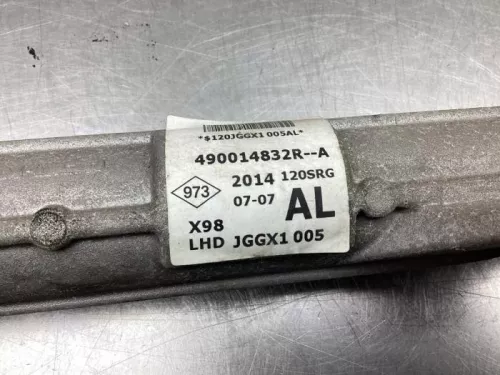 *$120JGGX1 005AL*
490014832R--A
973 2014 120SRG
07-07 AL
X98
LHD JGGX1 005